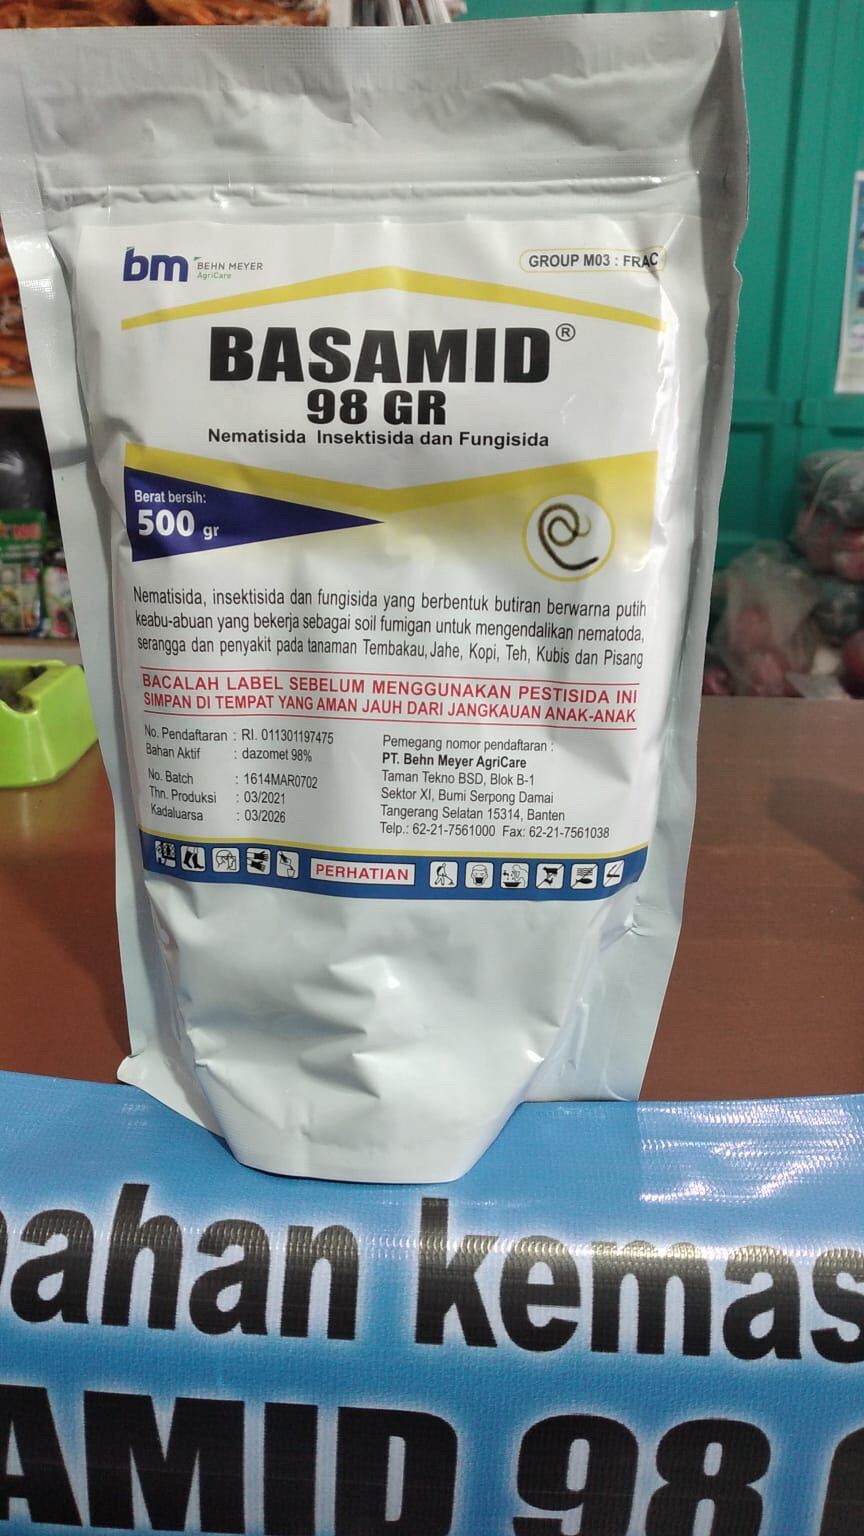 bm BEHN MEYER
AgriCare
GROUP M03 : FRAC
BASAMID®
98 GR
Nematisida Insektisida dan Fungisida
Berat bersih:
500 gr
Nematisida, insektisida dan fungisida yang berbentuk butiran berwarna putih
keabu-abuan yang bekerja sebagai soil fumigan untuk mengendalikan nematoda,
serangga dan penyakit pada tanaman Tembakau, Jahe, Kopi, Teh, Kubis dan Pisang
BACALAH LABEL SEBELUM MENGGUNAKAN PESTISIDA INI
SIMPAN DI TEMPAT YANG AMAN JAUH DARI JANGKAUAN ANAK-ANAK
No. Pendaftaran : RI. 011301197475
Bahan Aktif : dazomet 98%
No. Batch : 1614MAR0702
Thn. Produksi : 03/2021
Kadaluarsa : 03/2026
Pemegang nomor pendaftaran :
PT. Behn Meyer AgriCare
Taman Tekno BSD, Blok B-1
Sektor XI, Bumi Serpong Damai
Tangerang Selatan 15314, Banten
Telp.: 62-21-7561000 Fax: 62-21-7561038
PERHATIAN
bahan kemas
AMID 98